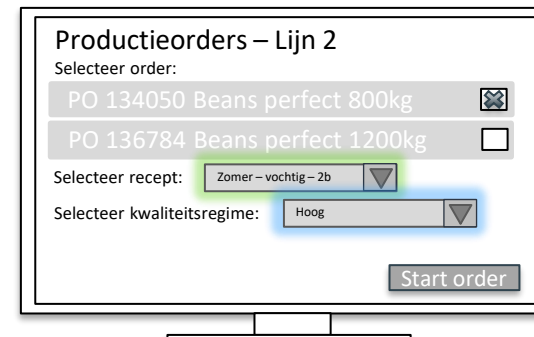 Productieorders – Lijn 2
Selecteer order:
PO 134050 Beans perfect 800kg
PO 136784 Beans perfect 1200kg
Selecteer recept: Zomer – vochtig – 2b
Selecteer kwaliteitsregime: Hoog
Start order